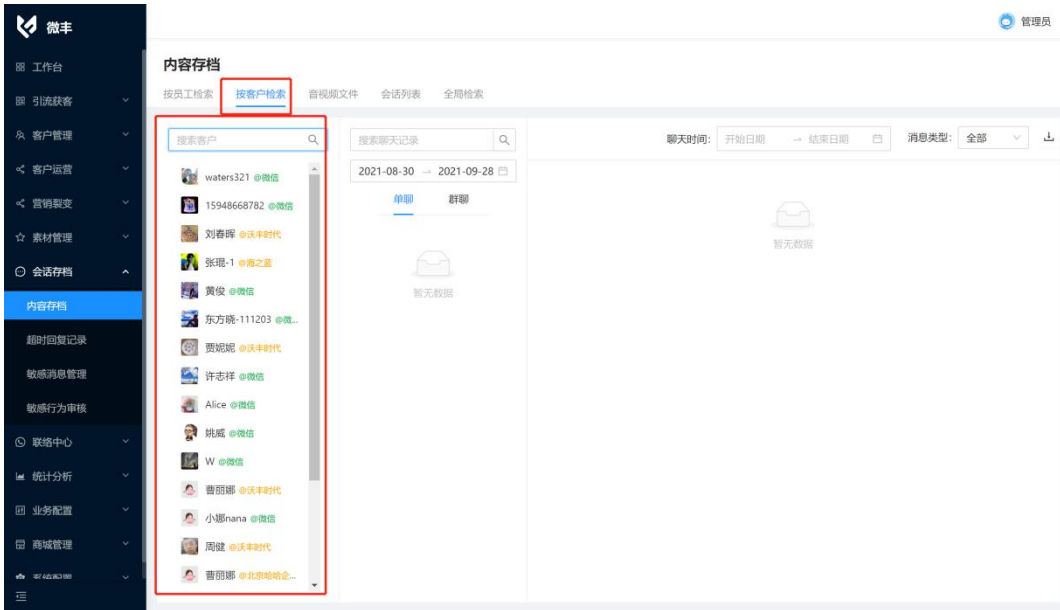 微丰
管理员
工作台
引流获客
客户管理
客户运营
营销裂变
素材管理
会话存档
内容存档
超时回复记录
敏感消息管理
敏感行为审核
联络中心
统计分析
业务配置
商城管理
系统配置
内容存档
按员工检索 按客户检索 音视频文件 会话列表 全局检索
搜索客户
waters321 @微信
15948668782 @微信
刘春晖 @沃丰时代
张琨-1 @海之蓝
黄俊 @微信
东方晓-111203 @微...
贾妮妮 @沃丰时代
许志祥 @微信
Alice @微信
姚威 @微信
W @微信
曹丽娜 @沃丰时代
小娜nana @微信
周健 @沃丰时代
曹丽娜 @北京哈哈企...
搜索聊天记录
2021-08-30 → 2021-09-28
单聊 群聊
暂无数据
聊天时间: 开始日期 → 结束日期 消息类型: 全部
暂无数据